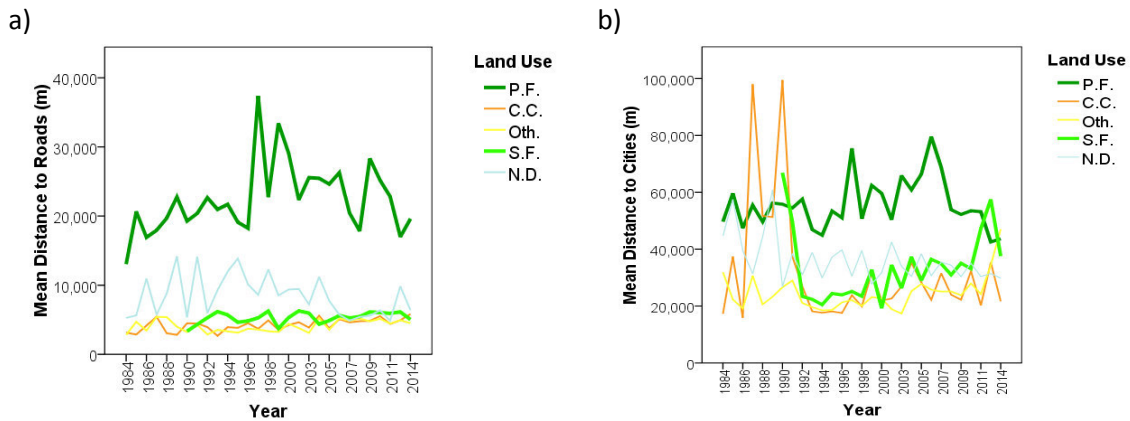 a)
Mean Distance to Roads (m)
40,000
30,000
20,000
10,000
0
1984
1986
1988
1990
1992
1994
1996
1998
2000
2003
2005
2007
2009
2011
2014
Year
Land Use
P.F.
C.C.
Oth.
S.F.
N.D.
b)
Mean Distance to Cities (m)
100,000
80,000
60,000
40,000
20,000
0
1984
1986
1988
1990
1992
1994
1996
1998
2000
2003
2005
2007
2009
2011
2014
Year
Land Use
P.F.
C.C.
Oth.
S.F.
N.D.